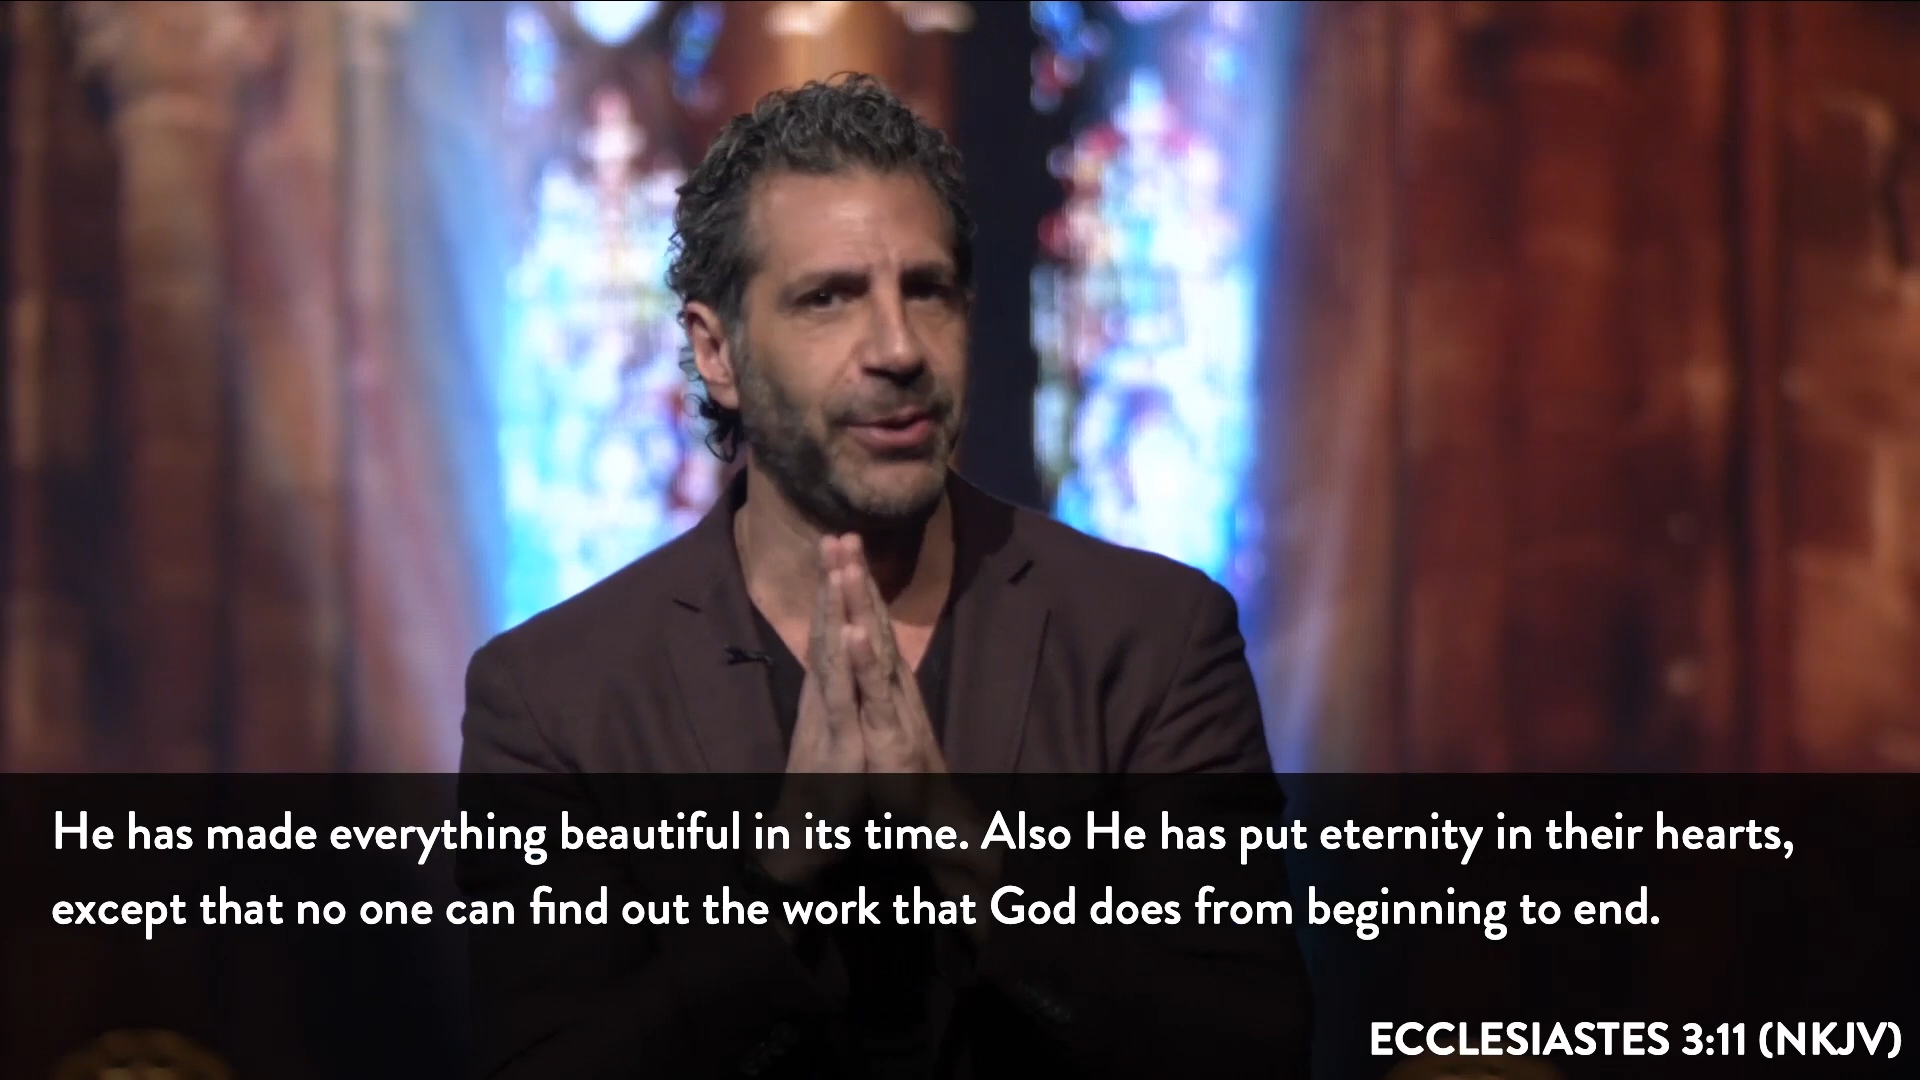 He has made everything beautiful in its time. Also He has put eternity in their hearts,
except that no one can find out the work that God does from beginning to end.
ECCLESIASTES 3:11 (NKJV)